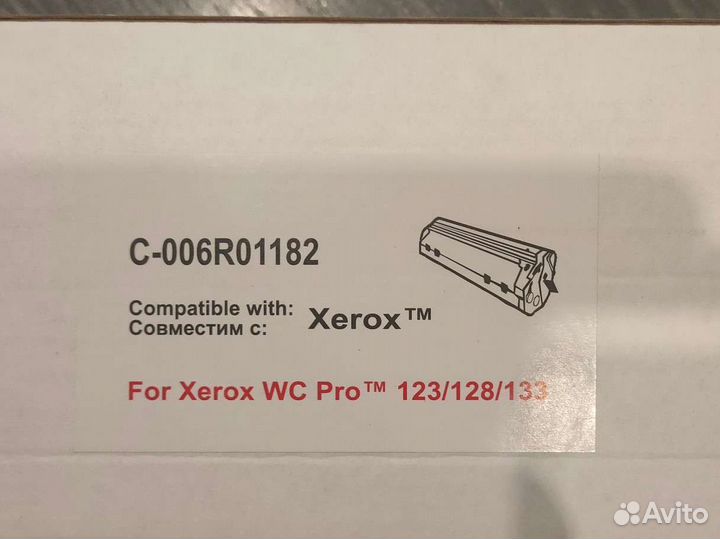 C-006R01182
Compatible with:
Совместим с:
Xerox™
For Xerox WC Pro™ 123/128/133
Avito